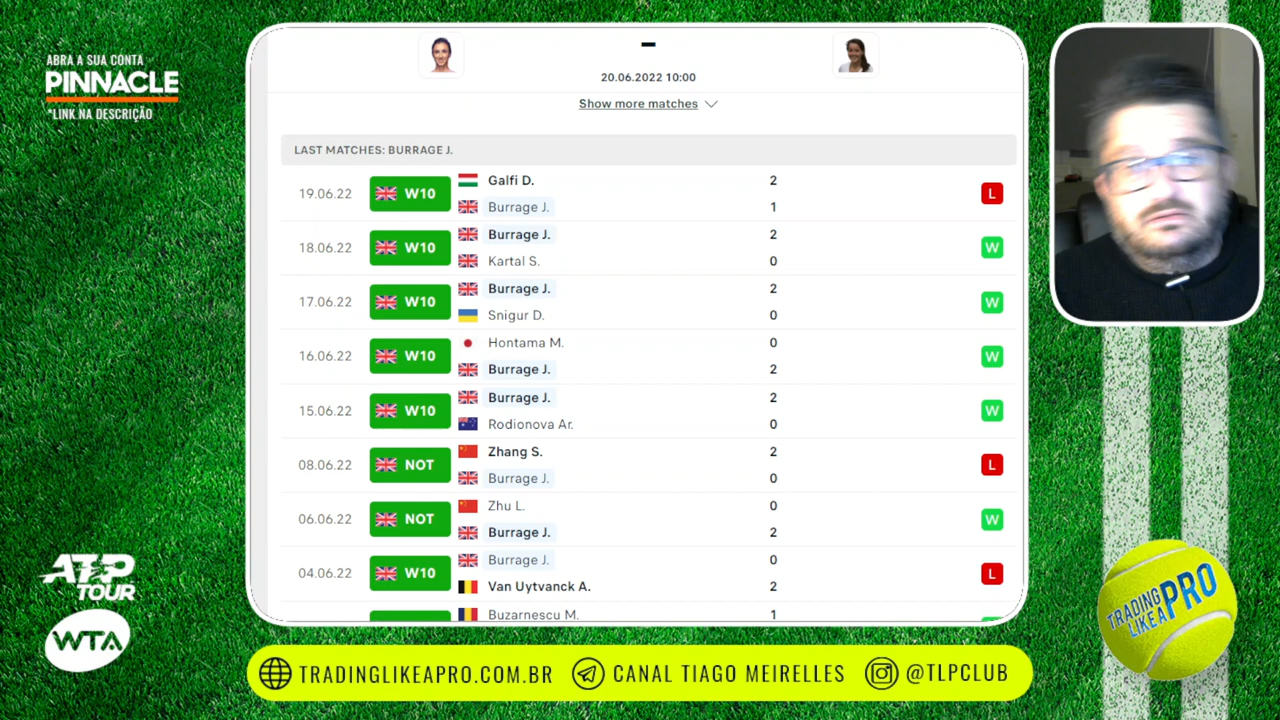 ABRA A SUA CONTA
PINNACLE
*LINK NA DESCRIÇÃO
-
20.06.2022 10:00
Show more matches
LAST MATCHES: BURRAGE J.
19.06.22 W10 Galfi D. 2 L
Burrage J. 1
18.06.22 W10 Burrage J. 2 W
Kartal S. 0
17.06.22 W10 Burrage J. 2 W
Snigur D. 0
16.06.22 W10 Hontama M. 0 W
Burrage J. 2
15.06.22 W10 Burrage J. 2 W
Rodionova Ar. 0
08.06.22 NOT Zhang S. 2 L
Burrage J. 0
06.06.22 NOT Zhu L. 0 W
Burrage J. 2
04.06.22 W10 Burrage J. 0 L
Van Uytvanck A. 2
Buzarnescu M. 1
ATP
TOUR
WTA
TRADING
LIKE A
PRO
TRADINGLIKEAPRO.COM.BR CANAL TIAGO MEIRELLES @TLPCLUB